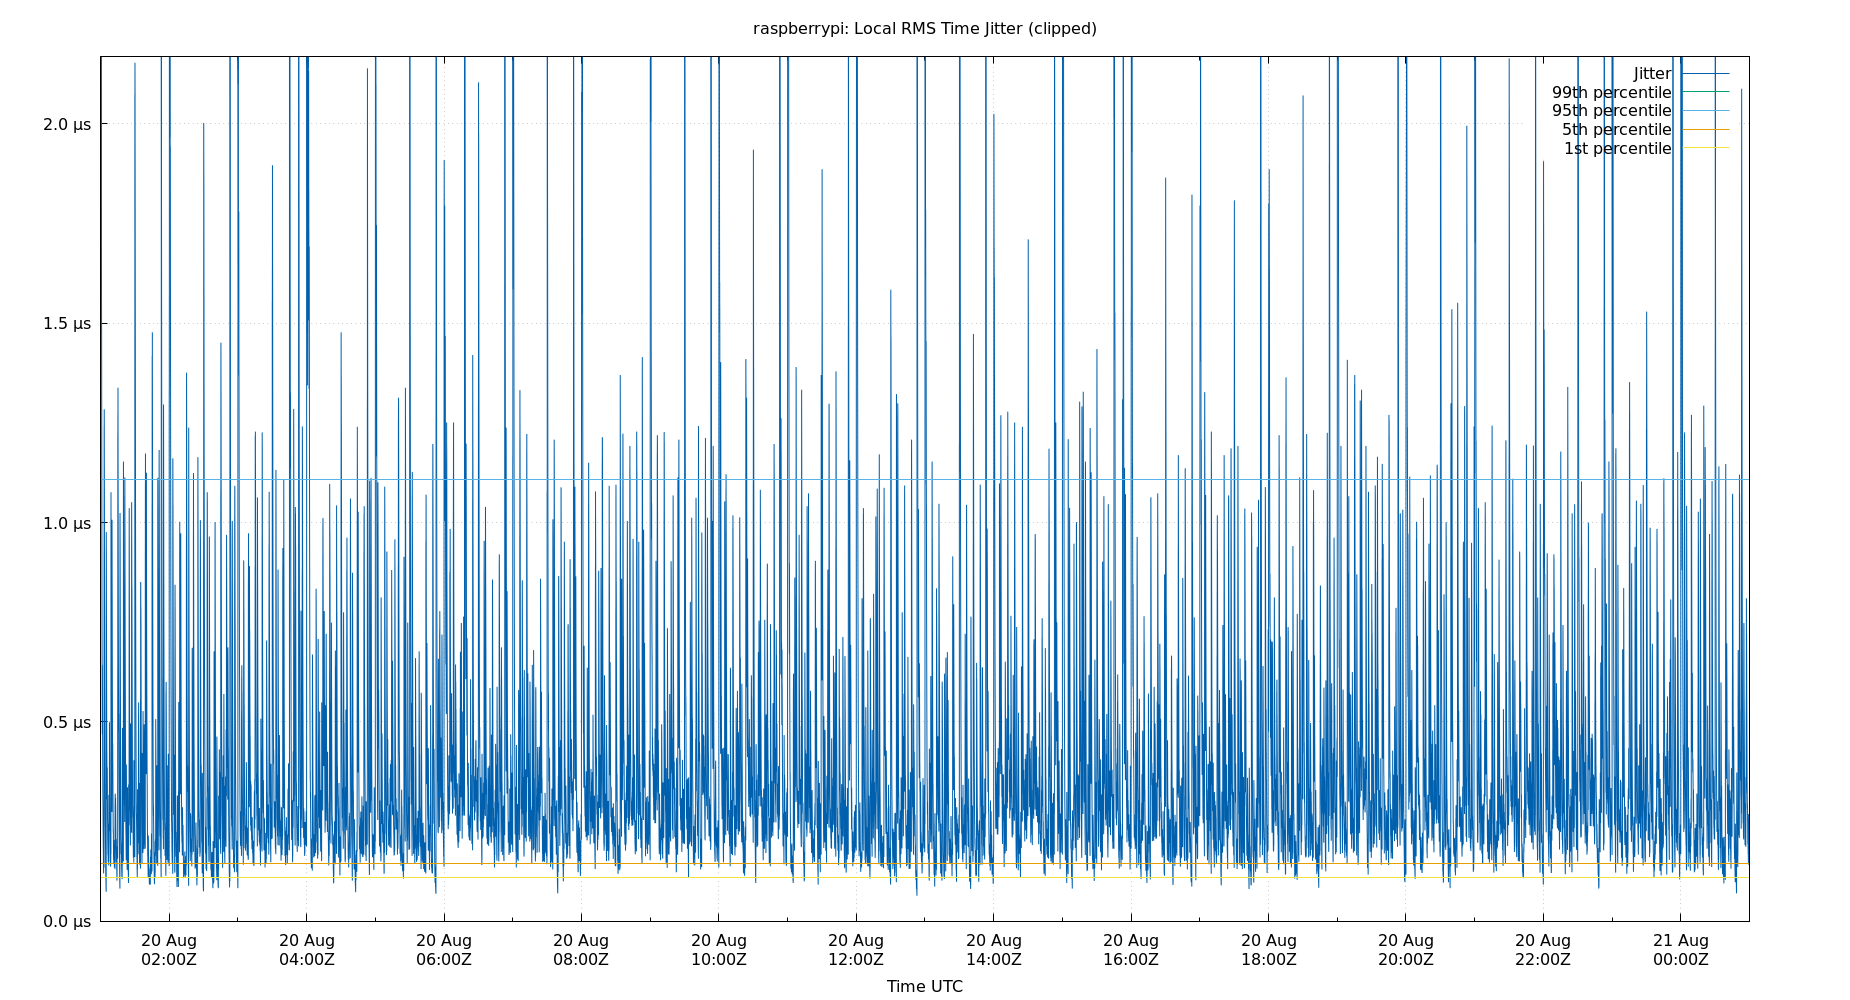 raspberrypi: Local RMS Time Jitter (clipped)
Jitter
99th percentile
95th percentile
5th percentile
1st percentile
2.0 μs
1.5 μs
1.0 μs
0.5 μs
0.0 μs
20 Aug 20 Aug 20 Aug 20 Aug 20 Aug 20 Aug 20 Aug 20 Aug 20 Aug 20 Aug 20 Aug 21 Aug
02:00Z 04:00Z 06:00Z 08:00Z 10:00Z 12:00Z 14:00Z 16:00Z 18:00Z 20:00Z 22:00Z 00:00Z
Time UTC